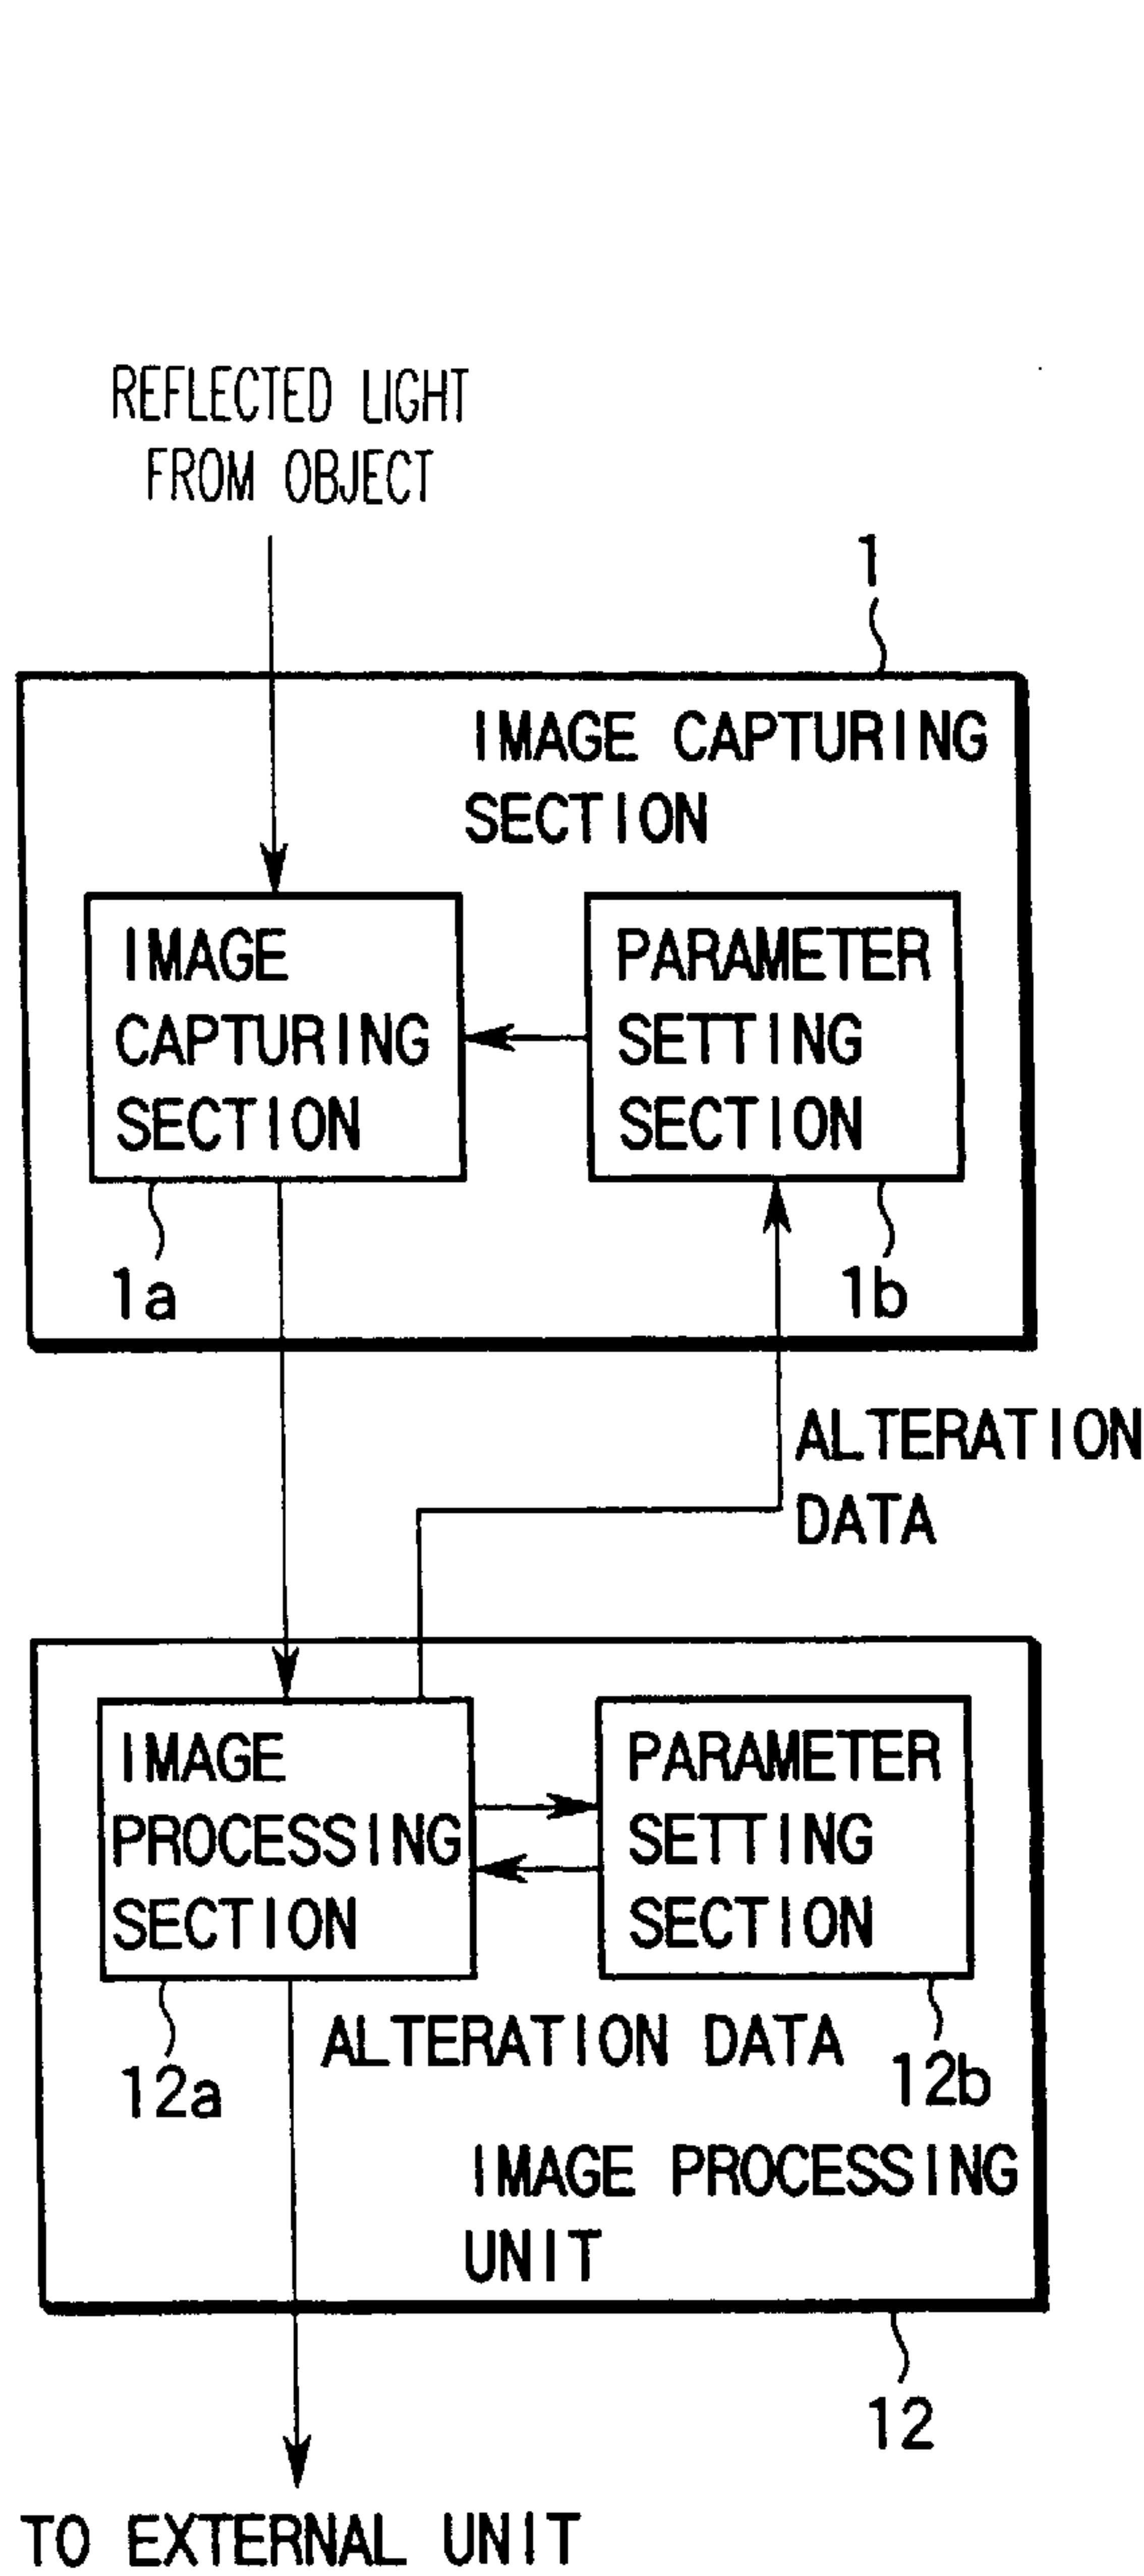 REFLECTED LIGHT
FROM OBJECT
1
IMAGE CAPTURING
SECTION
IMAGE
CAPTURING
SECTION
PARAMETER
SETTING
SECTION
1a
1b
ALTERATION
DATA
IMAGE
PROCESSING
SECTION
PARAMETER
SETTING
SECTION
12a
ALTERATION DATA
12b
IMAGE PROCESSING
UNIT
12
TO EXTERNAL UNIT